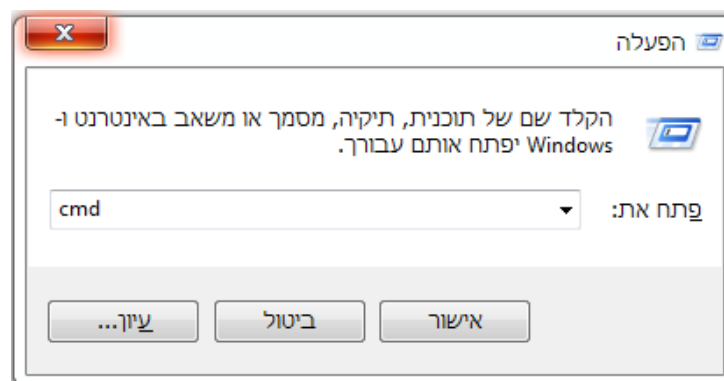 הפעלה
הקלד שם של תוכנית, תיקיה, מסמך או משאב באינטרנט ו-
Windows יפתח אותם עבורך.
פתח את:
cmd
אישור
ביטול
עיון...